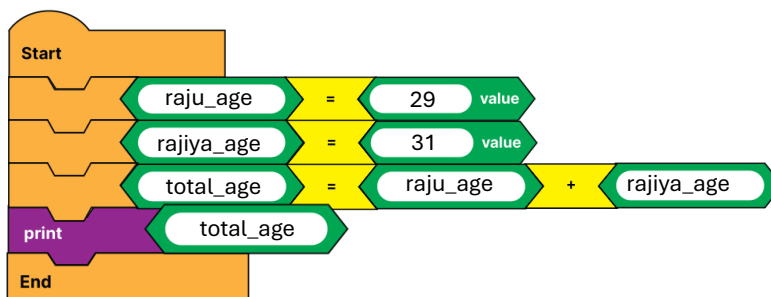 Start
raju_age = 29 value
rajiya_age = 31 value
total_age = raju_age + rajiya_age
print total_age
End